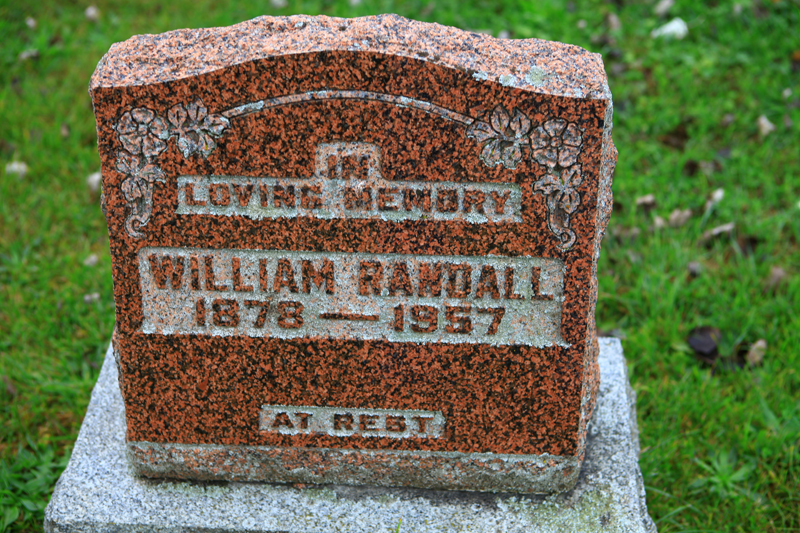 IN
LOVING MEMORY
WILLIAM RANDALL
1878 — 1957
AT REST